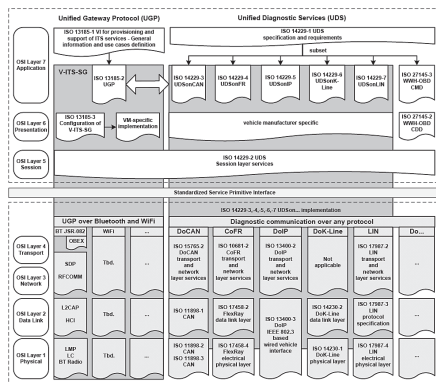 Unified Gateway Protocol (UGP)
Unified Diagnostic Services (UDS)
ISO 13185-1 VI for provisioning and
support of ITS services - General
information and use cases definition
ISO 14229-1 UDS
specification and requirements
subset
OSI Layer 7
Application
V-ITS-SG
ISO 13185-2
UGP
ISO 14229-3
UDSonCAN
ISO 14229-4
UDSonFR
ISO 14229-5
UDSonIP
ISO 14229-6
UDSonK-
Line
ISO 14229-7
UDSonLIN
ISO 27145-3
WWH-OBD
CMD
OSI Layer 6
Presentation
ISO 13185-3
Configuration of
V-ITS-SG
VM-specific
implementation
vehicle manufacturer specific
ISO 27145-2
WWH-OBD
CDD
OSI Layer 5
Session
ISO 14229-2 UDS
Session layer services
Standardized Service Primitive Interface
ISO 14229-3,-4,-5,-6,-7 UDSon... implementation
UGP over Bluetooth and WiFi
Diagnostic communication over any protocol
BT JSR-082
WiFi
...
DoCAN
CoFR
DoIP
DoK-Line
LIN
Do...
OSI Layer 4
Transport
OSI Layer 3
Network
OBEX
SDP
RFCOMM
Tbd.
...
ISO 15765-2
DoCAN
transport
and
network
layer services
ISO 10681-2
CoFR
transport
and
network
layer services
ISO 13400-2
DoIP
transport
and
network
layer services
Not
applicable
ISO 17987-2
LIN
transport
and
network
layer services
...
OSI Layer 2
Data Link
L2CAP
HCI
Tbd.
...
ISO 11898-1
CAN
ISO 17458-2
FlexRay
data link layer
ISO 13400-3
DoIP
IEEE 802.3
based
wired vehicle
interface
ISO 14230-2
DoK-Line
data link layer
ISO 17987-3
LIN
protocol
specification
...
OSI Layer 1
Physical
LMP
LC
BT Radio
Tbd.
...
ISO 11898-2
CAN
ISO 11898-3
CAN
ISO 17458-4
FlexRay
electrical
physical layer
ISO 14230-1
DoK-Line
physical layer
ISO 17987-4
LIN
electrical
physical layer
...